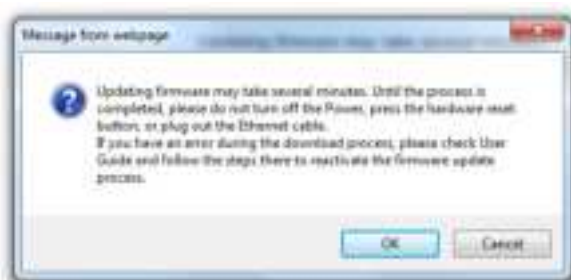 Message from webpage
Updating firmware may take several minutes. Until the process is
completed, please do not turn off the Power, press the hardware reset
button, or plug out the Ethernet cable.
If you have an error during the download process, please check User
Guide and follow the steps there to reactivate the firmware update
process.
OK
Cancel